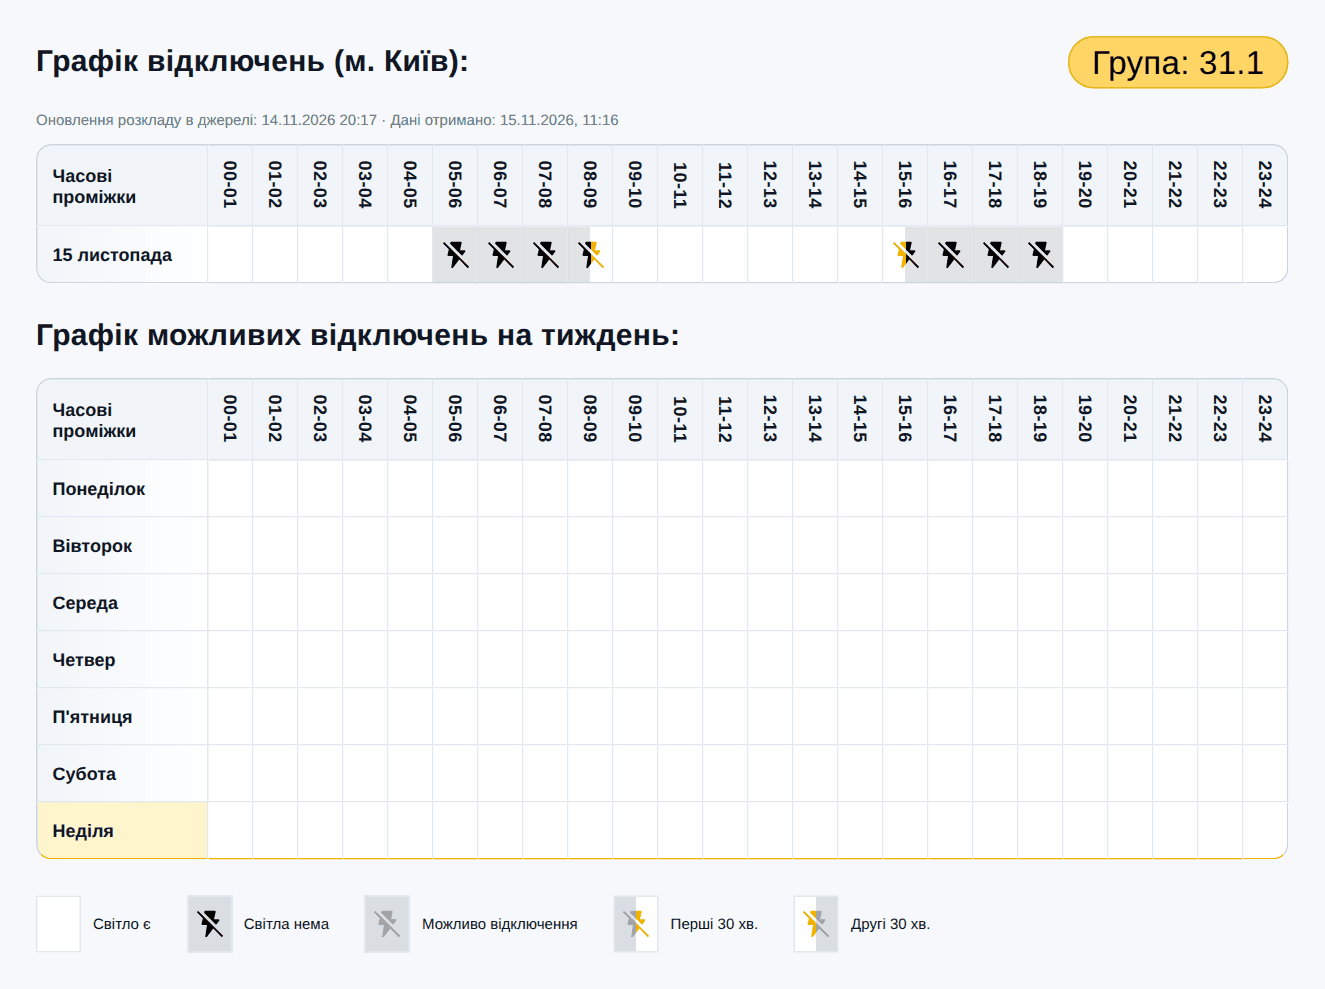 Графік відключень (м. Київ):
Група: 31.1
Оновлення розкладу в джерелі: 14.11.2026 20:17 · Дані отримано: 15.11.2026, 11:16
Часові проміжки 00-01 01-02 02-03 03-04 04-05 05-06 06-07 07-08 08-09 09-10 10-11 11-12 12-13 13-14 14-15 15-16 16-17 17-18 18-19 19-20 20-21 21-22 22-23 23-24
15 листопада
Графік можливих відключень на тиждень:
Часові проміжки 00-01 01-02 02-03 03-04 04-05 05-06 06-07 07-08 08-09 09-10 10-11 11-12 12-13 13-14 14-15 15-16 16-17 17-18 18-19 19-20 20-21 21-22 22-23 23-24
Понеділок
Вівторок
Середа
Четвер
П'ятниця
Субота
Неділя
Світло є Світла нема Можливо відключення Перші 30 хв. Другі 30 хв.